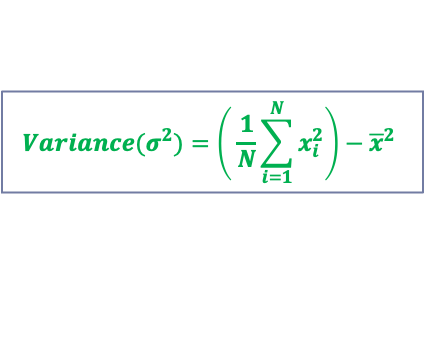 Variance(σ²) = (1/N ∑_{i=1}^{N} x_i²) − x̅²